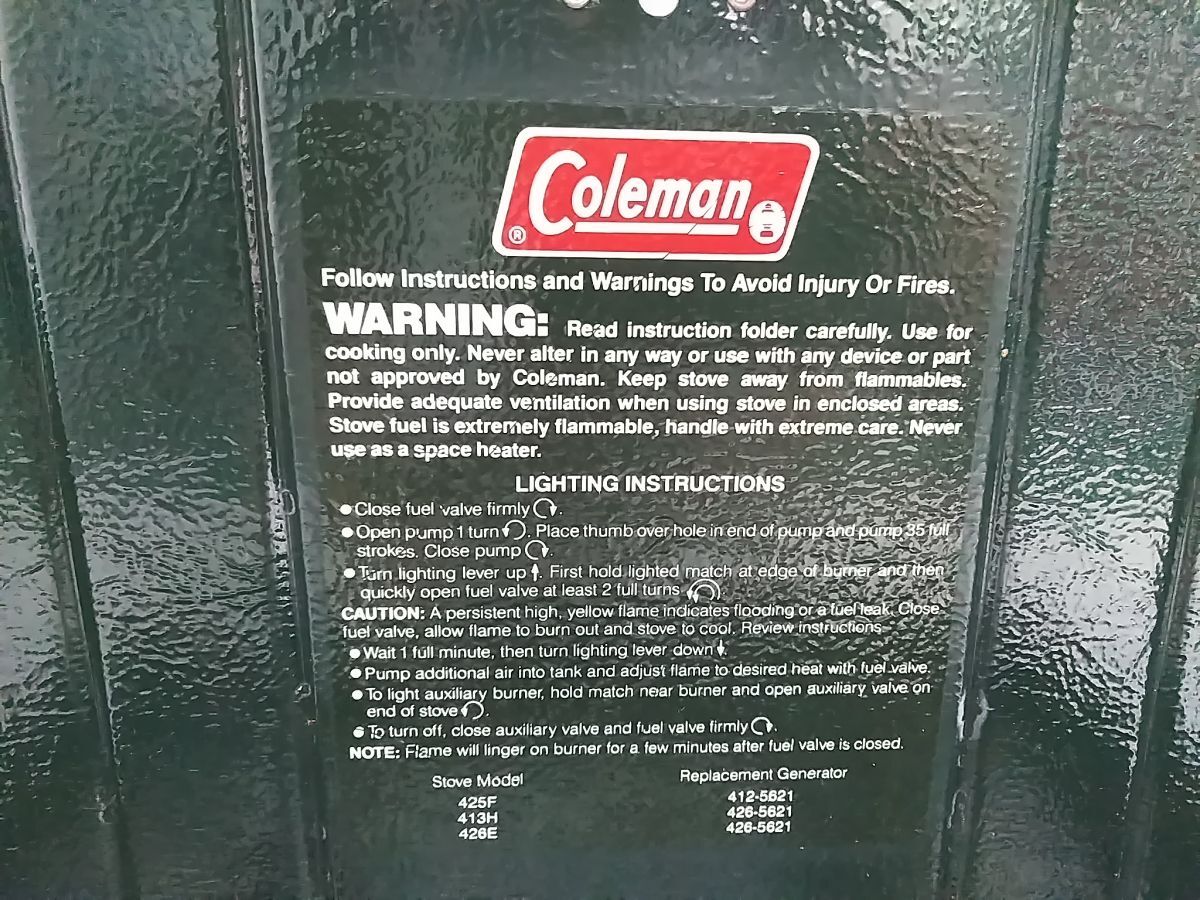 Coleman
®
Follow Instructions and Warnings To Avoid Injury Or Fires.
WARNING: Read instruction folder carefully. Use for
cooking only. Never alter in any way or use with any device or part
not approved by Coleman. Keep stove away from flammables.
Provide adequate ventilation when using stove in enclosed areas.
Stove fuel is extremely flammable, handle with extreme care. Never
use as a space heater.
LIGHTING INSTRUCTIONS
● Close fuel valve firmly ↻.
● Open pump 1 turn ↺. Place thumb over hole in end of pump and pump 35 full
strokes. Close pump ↻.
● Turn lighting lever up ↑. First hold lighted match at edge of burner and then
quickly open fuel valve at least 2 full turns ↺.
CAUTION: A persistent high, yellow flame indicates flooding or a fuel leak. Close
fuel valve, allow flame to burn out and stove to cool. Review instructions.
● Wait 1 full minute, then turn lighting lever down ↓.
● Pump additional air into tank and adjust flame to desired heat with fuel valve.
● To light auxiliary burner, hold match near burner and open auxiliary valve on
end of stove ↺.
● To turn off, close auxiliary valve and fuel valve firmly ↻.
NOTE: Flame will linger on burner for a few minutes after fuel valve is closed.
Stove Model Replacement Generator
425F 412-5621
413H 426-5621
426E 426-5621